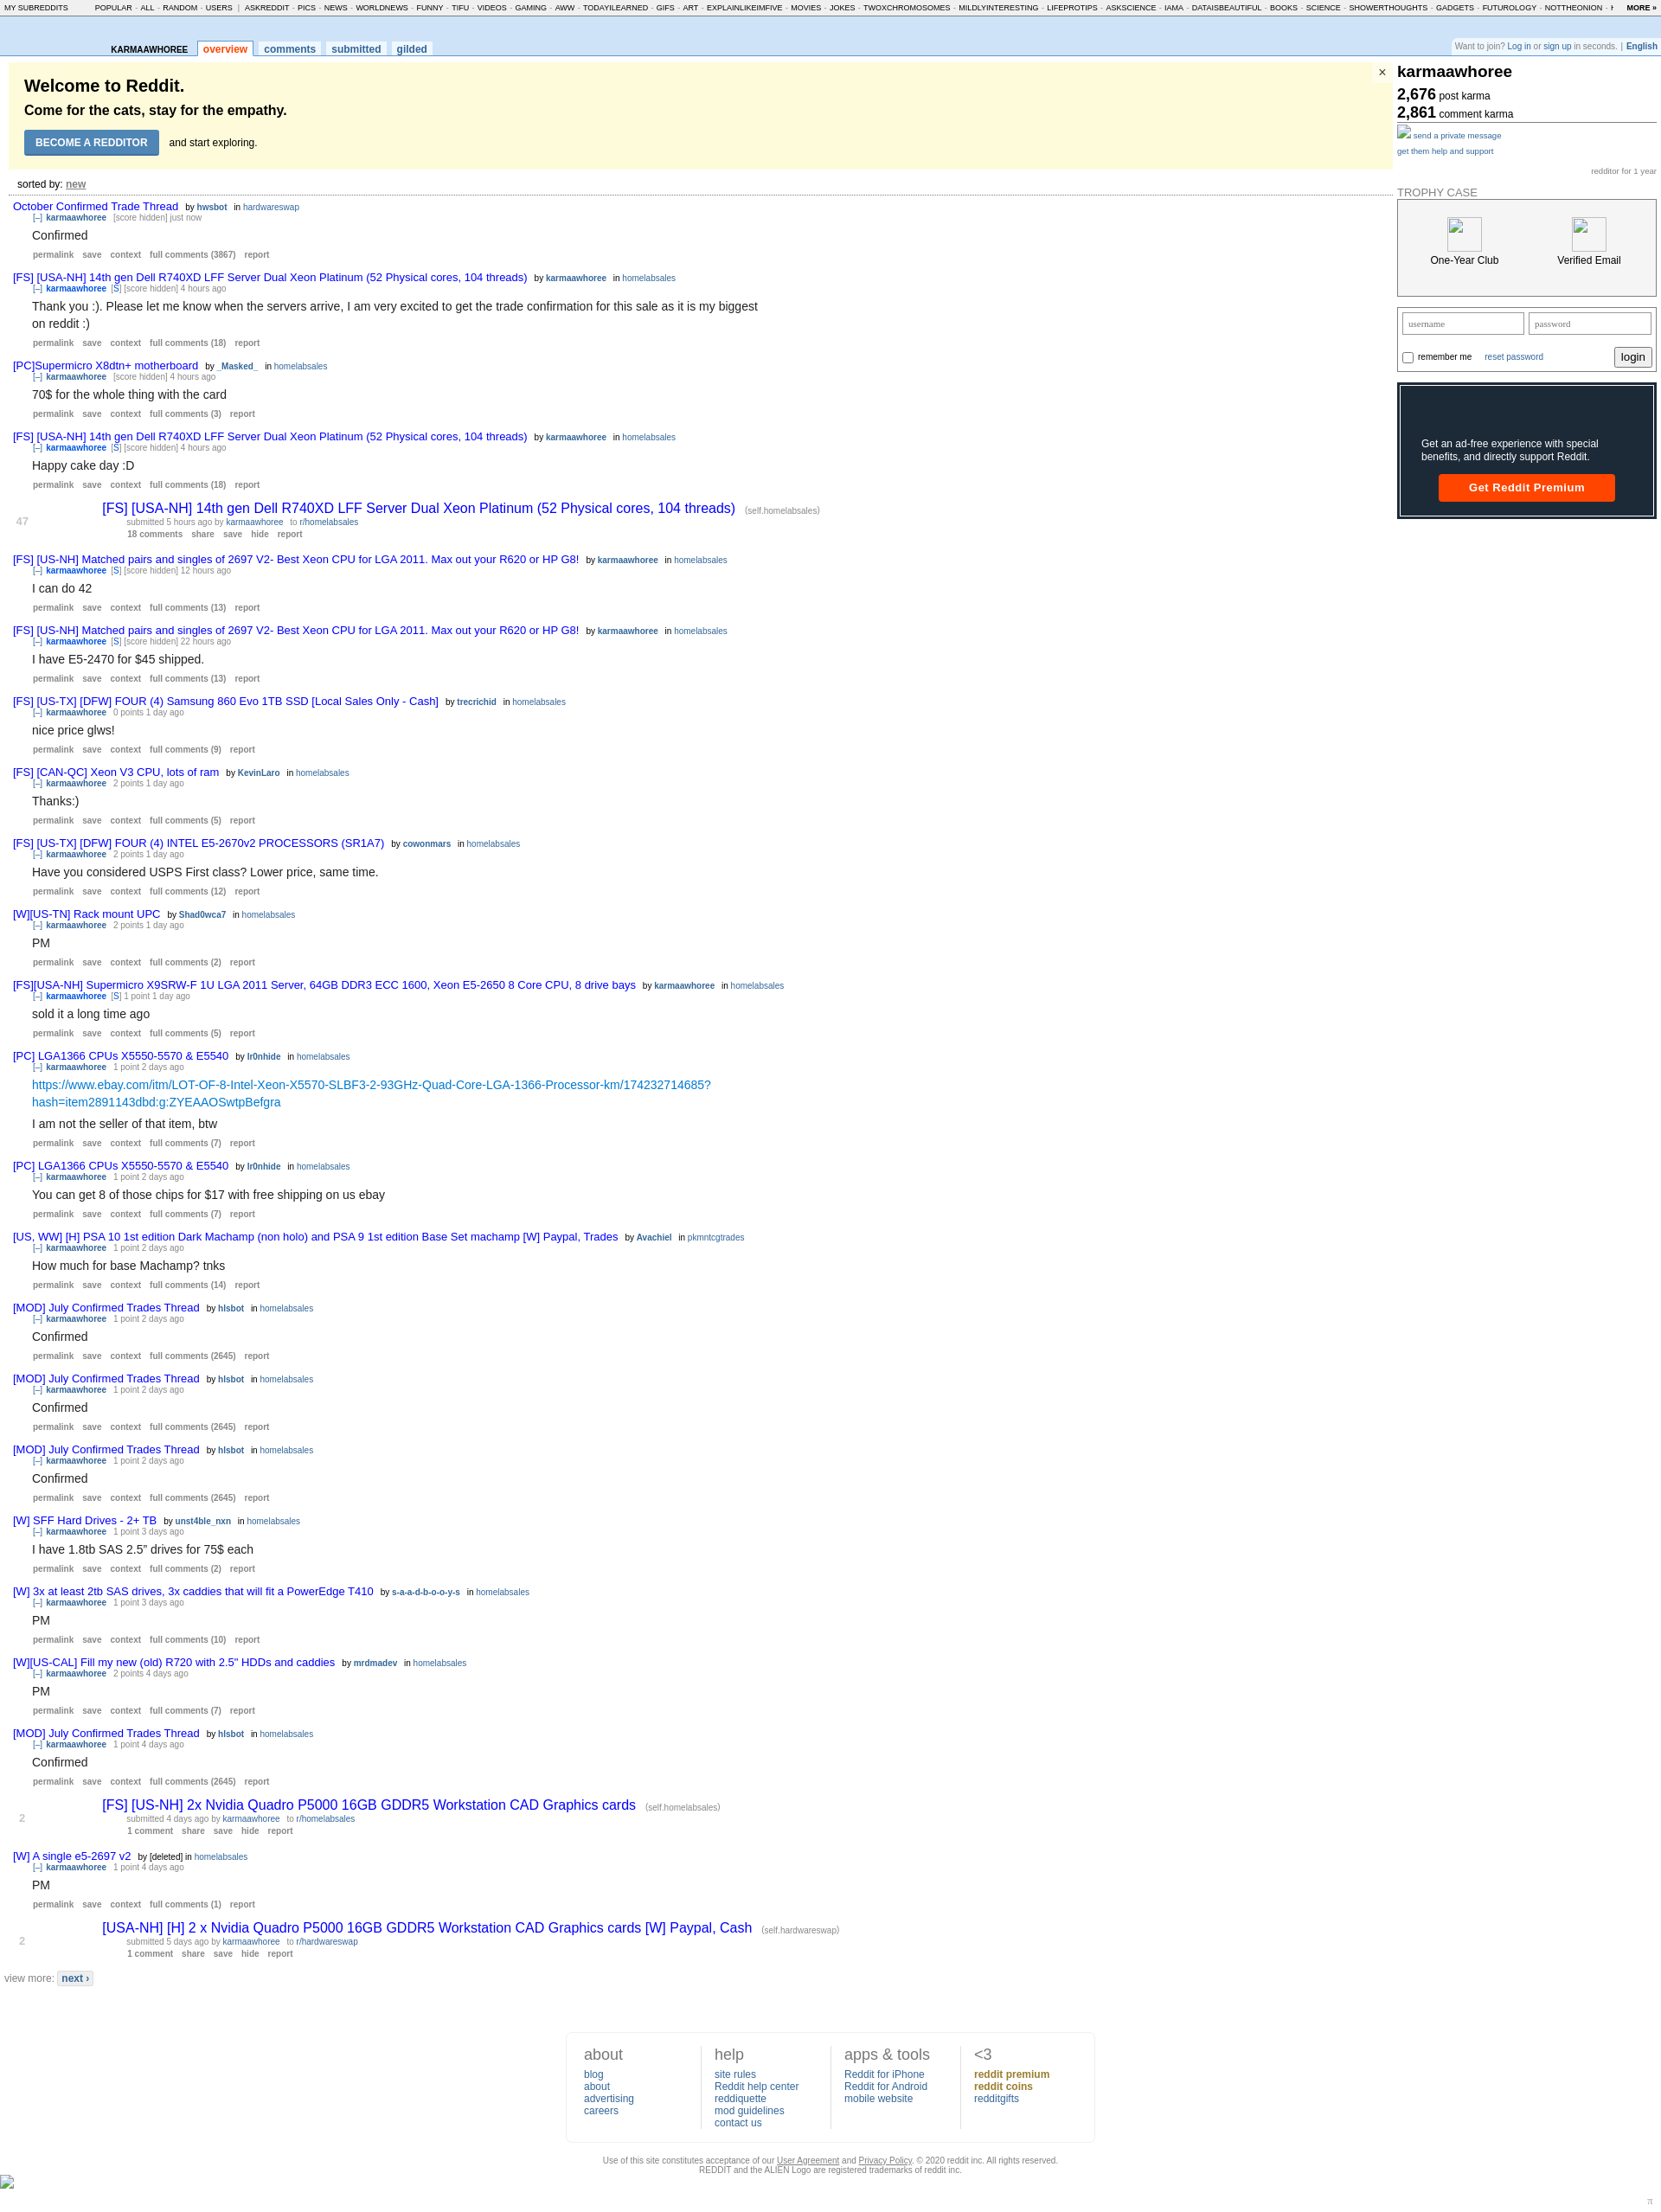 MY SUBREDDITS POPULAR - ALL - RANDOM - USERS | ASKREDDIT - PICS - NEWS - WORLDNEWS - FUNNY - TIFU - VIDEOS - GAMING - AWW - TODAYILEARNED - GIFS - ART - EXPLAINLIKEIMFIVE - MOVIES - JOKES - TWOXCHROMOSOMES - MILDLYINTERESTING - LIFEPROTIPS - ASKSCIENCE - IAMA - DATAISBEAUTIFUL - BOOKS - SCIENCE - SHOWERTHOUGHTS - GADGETS - FUTUROLOGY - NOTTHEONION - MORE »
KARMAAWHOREE overview comments submitted gilded
Want to join? Log in or sign up in seconds. | English
Welcome to Reddit. ×
Come for the cats, stay for the empathy.
BECOME A REDDITOR and start exploring.
sorted by: new
October Confirmed Trade Thread by hwsbot in hardwareswap
[–] karmaawhoree [score hidden] just now
Confirmed
permalink save context full comments (3867) report
[FS] [USA-NH] 14th gen Dell R740XD LFF Server Dual Xeon Platinum (52 Physical cores, 104 threads) by karmaawhoree in homelabsales
[–] karmaawhoree [S] [score hidden] 4 hours ago
Thank you :). Please let me know when the servers arrive, I am very excited to get the trade confirmation for this sale as it is my biggest
on reddit :)
permalink save context full comments (18) report
[PC]Supermicro X8dtn+ motherboard by _Masked_ in homelabsales
[–] karmaawhoree [score hidden] 4 hours ago
70$ for the whole thing with the card
permalink save context full comments (3) report
[FS] [USA-NH] 14th gen Dell R740XD LFF Server Dual Xeon Platinum (52 Physical cores, 104 threads) by karmaawhoree in homelabsales
[–] karmaawhoree [S] [score hidden] 4 hours ago
Happy cake day :D
permalink save context full comments (18) report
[FS] [USA-NH] 14th gen Dell R740XD LFF Server Dual Xeon Platinum (52 Physical cores, 104 threads) (self.homelabsales)
47 submitted 5 hours ago by karmaawhoree to r/homelabsales
18 comments share save hide report
[FS] [US-NH] Matched pairs and singles of 2697 V2- Best Xeon CPU for LGA 2011. Max out your R620 or HP G8! by karmaawhoree in homelabsales
[–] karmaawhoree [S] [score hidden] 12 hours ago
I can do 42
permalink save context full comments (13) report
[FS] [US-NH] Matched pairs and singles of 2697 V2- Best Xeon CPU for LGA 2011. Max out your R620 or HP G8! by karmaawhoree in homelabsales
[–] karmaawhoree [S] [score hidden] 22 hours ago
I have E5-2470 for $45 shipped.
permalink save context full comments (13) report
[FS] [US-TX] [DFW] FOUR (4) Samsung 860 Evo 1TB SSD [Local Sales Only - Cash] by trecrichid in homelabsales
[–] karmaawhoree 0 points 1 day ago
nice price glws!
permalink save context full comments (9) report
[FS] [CAN-QC] Xeon V3 CPU, lots of ram by KevinLaro in homelabsales
[–] karmaawhoree 2 points 1 day ago
Thanks:)
permalink save context full comments (5) report
[FS] [US-TX] [DFW] FOUR (4) INTEL E5-2670v2 PROCESSORS (SR1A7) by cowonmars in homelabsales
[–] karmaawhoree 2 points 1 day ago
Have you considered USPS First class? Lower price, same time.
permalink save context full comments (12) report
[W][US-TN] Rack mount UPC by Shad0wca7 in homelabsales
[–] karmaawhoree 2 points 1 day ago
PM
permalink save context full comments (2) report
[FS][USA-NH] Supermicro X9SRW-F 1U LGA 2011 Server, 64GB DDR3 ECC 1600, Xeon E5-2650 8 Core CPU, 8 drive bays by karmaawhoree in homelabsales
[–] karmaawhoree [S] 1 point 1 day ago
sold it a long time ago
permalink save context full comments (5) report
[PC] LGA1366 CPUs X5550-5570 & E5540 by Ir0nhide in homelabsales
[–] karmaawhoree 1 point 2 days ago
https://www.ebay.com/itm/LOT-OF-8-Intel-Xeon-X5570-SLBF3-2-93GHz-Quad-Core-LGA-1366-Processor-km/174232714685?
hash=item2891143dbd:g:ZYEAAOSwtpBefgra
I am not the seller of that item, btw
permalink save context full comments (7) report
[PC] LGA1366 CPUs X5550-5570 & E5540 by Ir0nhide in homelabsales
[–] karmaawhoree 1 point 2 days ago
You can get 8 of those chips for $17 with free shipping on us ebay
permalink save context full comments (7) report
[US, WW] [H] PSA 10 1st edition Dark Machamp (non holo) and PSA 9 1st edition Base Set machamp [W] Paypal, Trades by Avachiel in pkmntcgtrades
[–] karmaawhoree 1 point 2 days ago
How much for base Machamp? tnks
permalink save context full comments (14) report
[MOD] July Confirmed Trades Thread by hlsbot in homelabsales
[–] karmaawhoree 1 point 2 days ago
Confirmed
permalink save context full comments (2645) report
[MOD] July Confirmed Trades Thread by hlsbot in homelabsales
[–] karmaawhoree 1 point 2 days ago
Confirmed
permalink save context full comments (2645) report
[MOD] July Confirmed Trades Thread by hlsbot in homelabsales
[–] karmaawhoree 1 point 2 days ago
Confirmed
permalink save context full comments (2645) report
[W] SFF Hard Drives - 2+ TB by unst4ble_nxn in homelabsales
[–] karmaawhoree 1 point 3 days ago
I have 1.8tb SAS 2.5” drives for 75$ each
permalink save context full comments (2) report
[W] 3x at least 2tb SAS drives, 3x caddies that will fit a PowerEdge T410 by s-a-a-d-b-o-o-y-s in homelabsales
[–] karmaawhoree 1 point 3 days ago
PM
permalink save context full comments (10) report
[W][US-CAL] Fill my new (old) R720 with 2.5" HDDs and caddies by mrdmadev in homelabsales
[–] karmaawhoree 2 points 4 days ago
PM
permalink save context full comments (7) report
[MOD] July Confirmed Trades Thread by hlsbot in homelabsales
[–] karmaawhoree 1 point 4 days ago
Confirmed
permalink save context full comments (2645) report
[FS] [US-NH] 2x Nvidia Quadro P5000 16GB GDDR5 Workstation CAD Graphics cards (self.homelabsales)
2 submitted 4 days ago by karmaawhoree to r/homelabsales
1 comment share save hide report
[W] A single e5-2697 v2 by [deleted] in homelabsales
[–] karmaawhoree 1 point 4 days ago
PM
permalink save context full comments (1) report
[USA-NH] [H] 2 x Nvidia Quadro P5000 16GB GDDR5 Workstation CAD Graphics cards [W] Paypal, Cash (self.hardwareswap)
2 submitted 5 days ago by karmaawhoree to r/hardwareswap
1 comment share save hide report
view more: next ›
karmaawhoree
2,676 post karma
2,861 comment karma
send a private message
get them help and support
redditor for 1 year
TROPHY CASE
One-Year Club Verified Email
username password
remember me reset password login
Get an ad-free experience with special
benefits, and directly support Reddit.
Get Reddit Premium
about
blog
about
advertising
careers
help
site rules
Reddit help center
reddiquette
mod guidelines
contact us
apps & tools
Reddit for iPhone
Reddit for Android
mobile website
<3
reddit premium
reddit coins
redditgifts
Use of this site constitutes acceptance of our User Agreement and Privacy Policy. © 2020 reddit inc. All rights reserved.
REDDIT and the ALIEN Logo are registered trademarks of reddit inc.
π